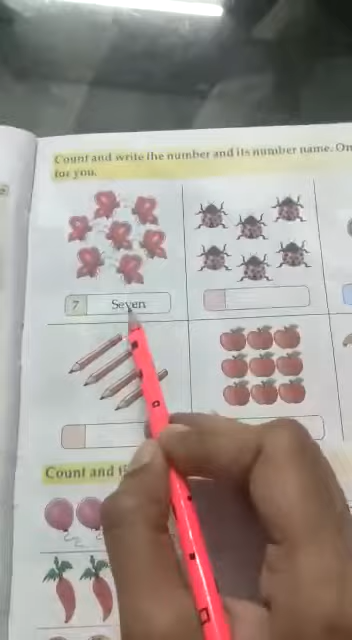 Count and write the number and its number name. On
for you.
7 Seven
Count and